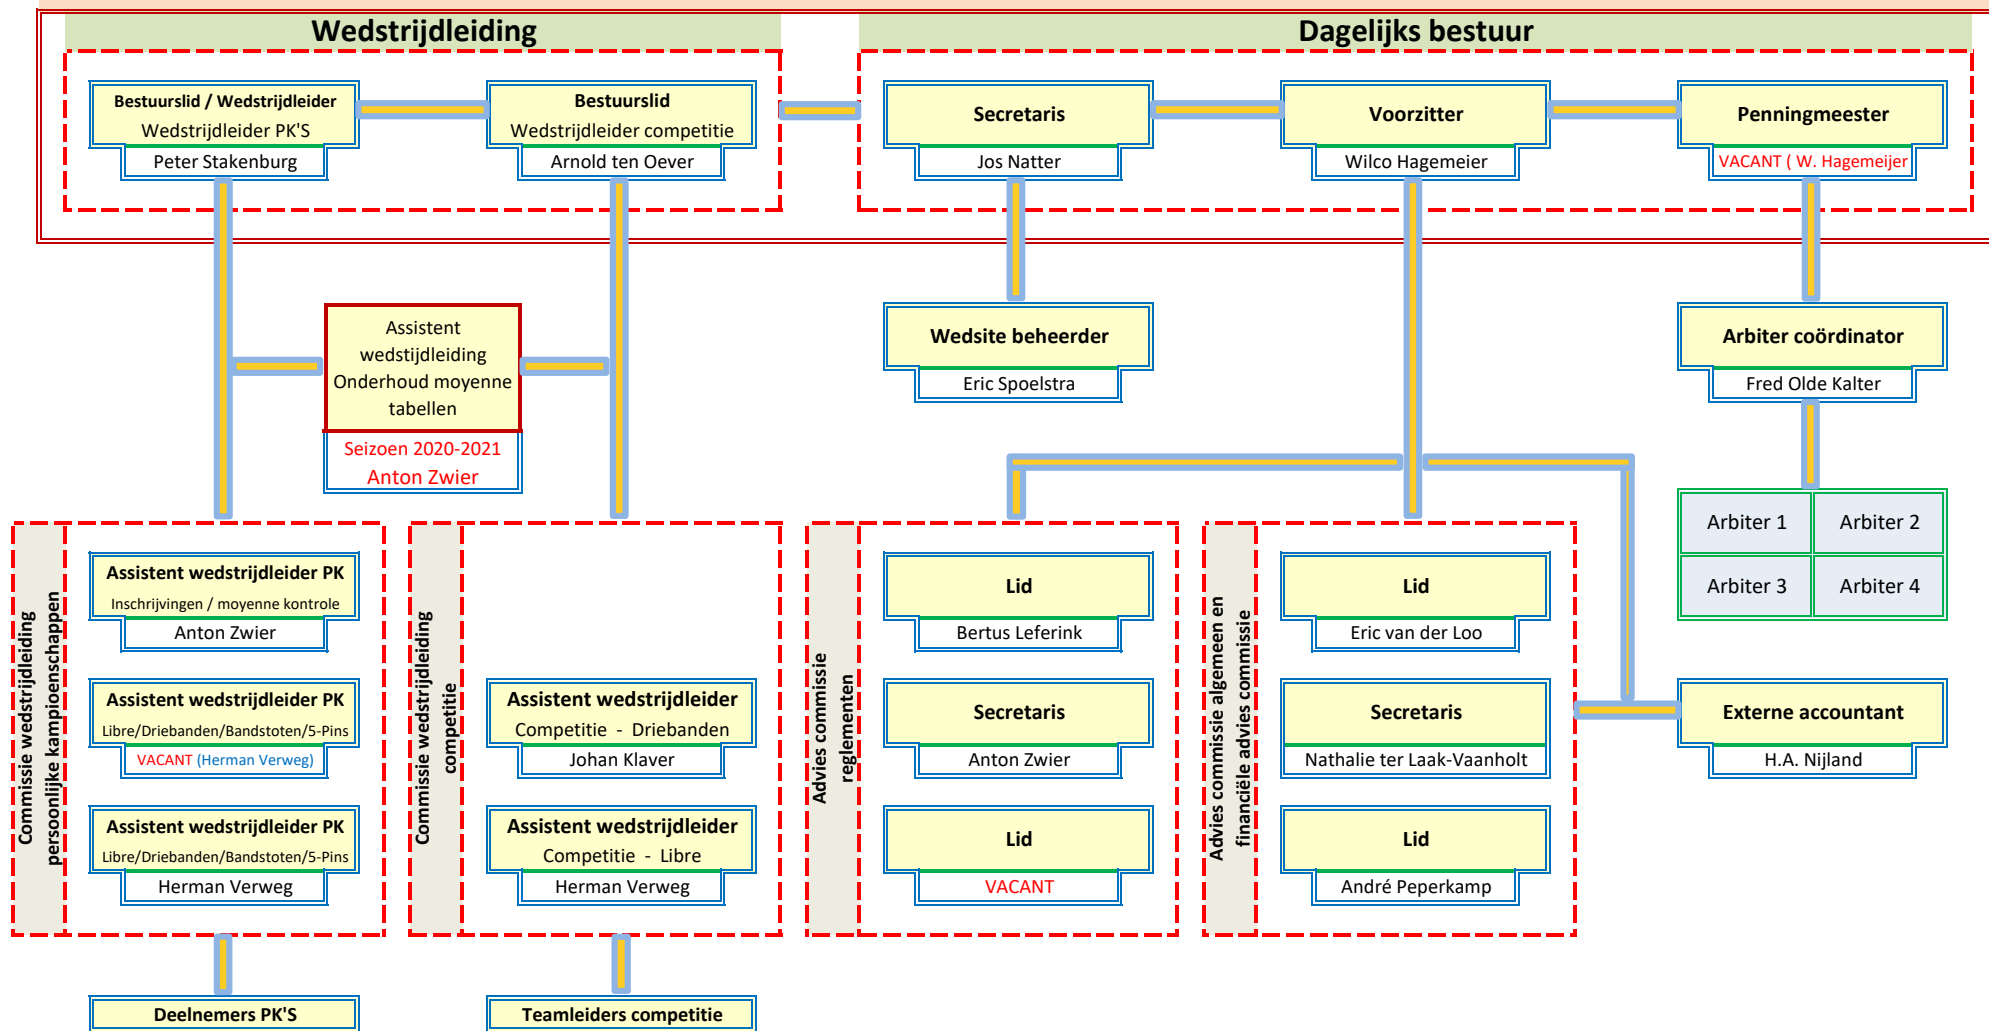 Wedstrijdleiding
Dagelijks bestuur
Bestuurslid / Wedstrijdleider
Wedstrijdleider PK'S
Peter Stakenburg
Bestuurslid
Wedstrijdleider competitie
Arnold ten Oever
Secretaris
Jos Natter
Voorzitter
Wilco Hagemeier
Penningmeester
VACANT ( W. Hagemeijer
Assistent
wedstijdleiding
Onderhoud moyenne
tabellen
Seizoen 2020-2021
Anton Zwier
Wedsite beheerder
Eric Spoelstra
Arbiter coördinator
Fred Olde Kalter
Arbiter 1
Arbiter 2
Arbiter 3
Arbiter 4
Commissie wedstrijdleiding
persoonlijke kampioenschappen
Assistent wedstrijdleider PK
Inschrijvingen / moyenne kontrole
Anton Zwier
Assistent wedstrijdleider PK
Libre/Driebanden/Bandstoten/5-Pins
VACANT (Herman Verweg)
Assistent wedstrijdleider PK
Libre/Driebanden/Bandstoten/5-Pins
Herman Verweg
Commissie wedstrijdleiding
competitie
Assistent wedstrijdleider
Competitie - Driebanden
Johan Klaver
Assistent wedstrijdleider
Competitie - Libre
Herman Verweg
Advies commissie
reglementen
Lid
Bertus Leferink
Secretaris
Anton Zwier
Lid
VACANT
Advies commissie algemeen en
financiële advies commissie
Lid
Eric van der Loo
Secretaris
Nathalie ter Laak-Vaanholt
Lid
André Peperkamp
Externe accountant
H.A. Nijland
Deelnemers PK'S
Teamleiders competitie